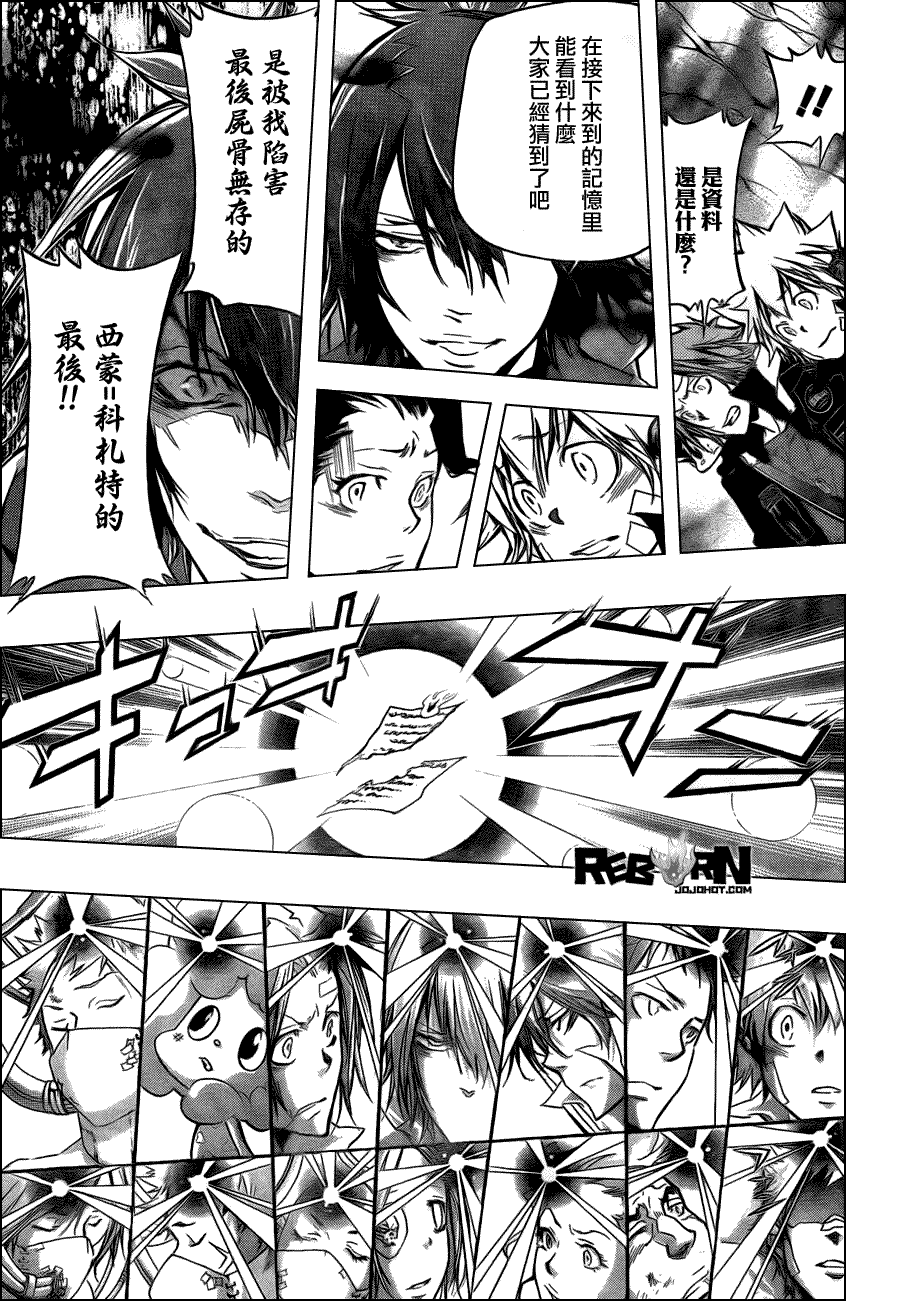 !!
是資料
還是什麼?
在接下來到的記憶里
能看到什麼
大家已經猜到了吧
是被我陷害
最後屍骨無存的
西蒙=科札特的
最後!!
オー
キッキ
REBORN
JOJOHOT.COM